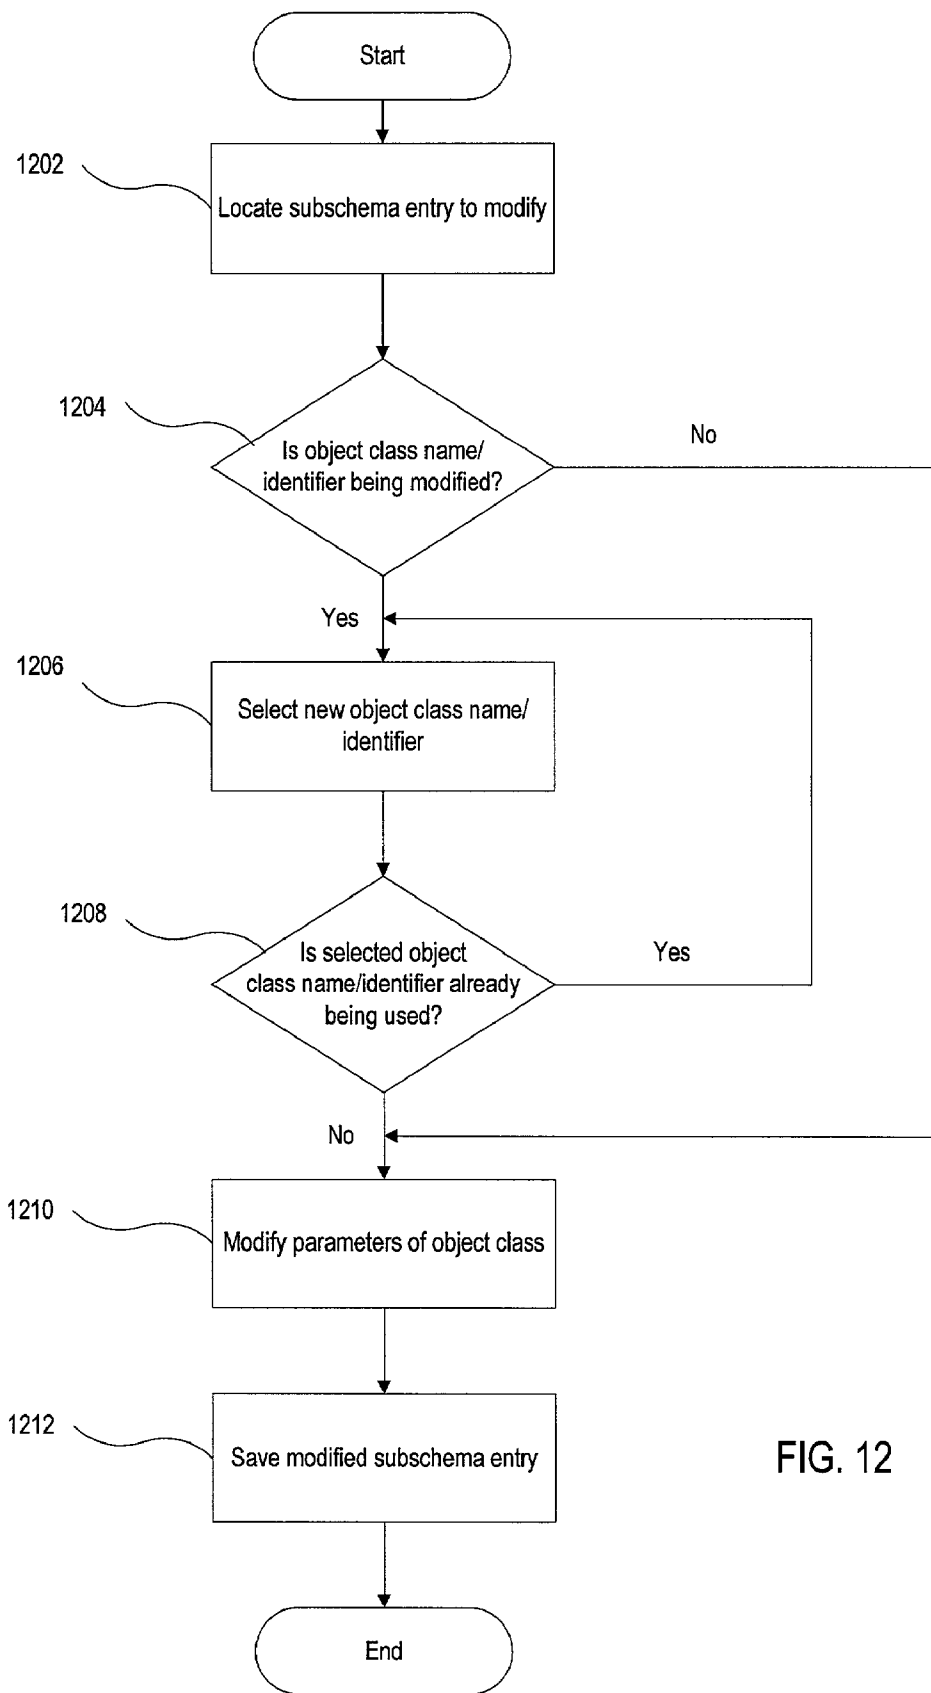 Start
1202
Locate subschema entry to modify
1204
Is object class name/
identifier being modified?
No
Yes
1206
Select new object class name/
identifier
1208
Is selected object
class name/identifier already
being used?
Yes
No
1210
Modify parameters of object class
1212
Save modified subschema entry
FIG. 12
End